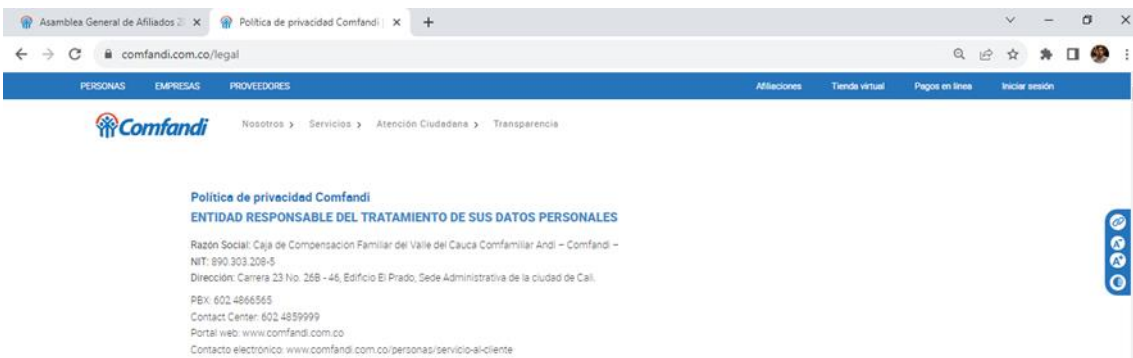 Asamblea General de Afiliados 2
Política de privacidad Comfandi |
comfandi.com.co/legal
PERSONAS EMPRESAS PROVEEDORES Afiliaciones Tienda virtual Pagos en línea Iniciar sesión
Comfandi Nosotros > Servicios > Atención Ciudadana > Transparencia
Política de privacidad Comfandi
ENTIDAD RESPONSABLE DEL TRATAMIENTO DE SUS DATOS PERSONALES
Razón Social: Caja de Compensación Familiar del Valle del Cauca Comfamiliar Andi – Comfandi –
NIT: 890.303.208-5
Dirección: Carrera 23 No. 26B - 46, Edificio El Prado, Sede Administrativa de la ciudad de Cali.
PBX: 602 4866565
Contact Center: 602 4859999
Portal web: www.comfandi.com.co
Contacto electrónico: www.comfandi.com.co/personas/servicio-al-cliente